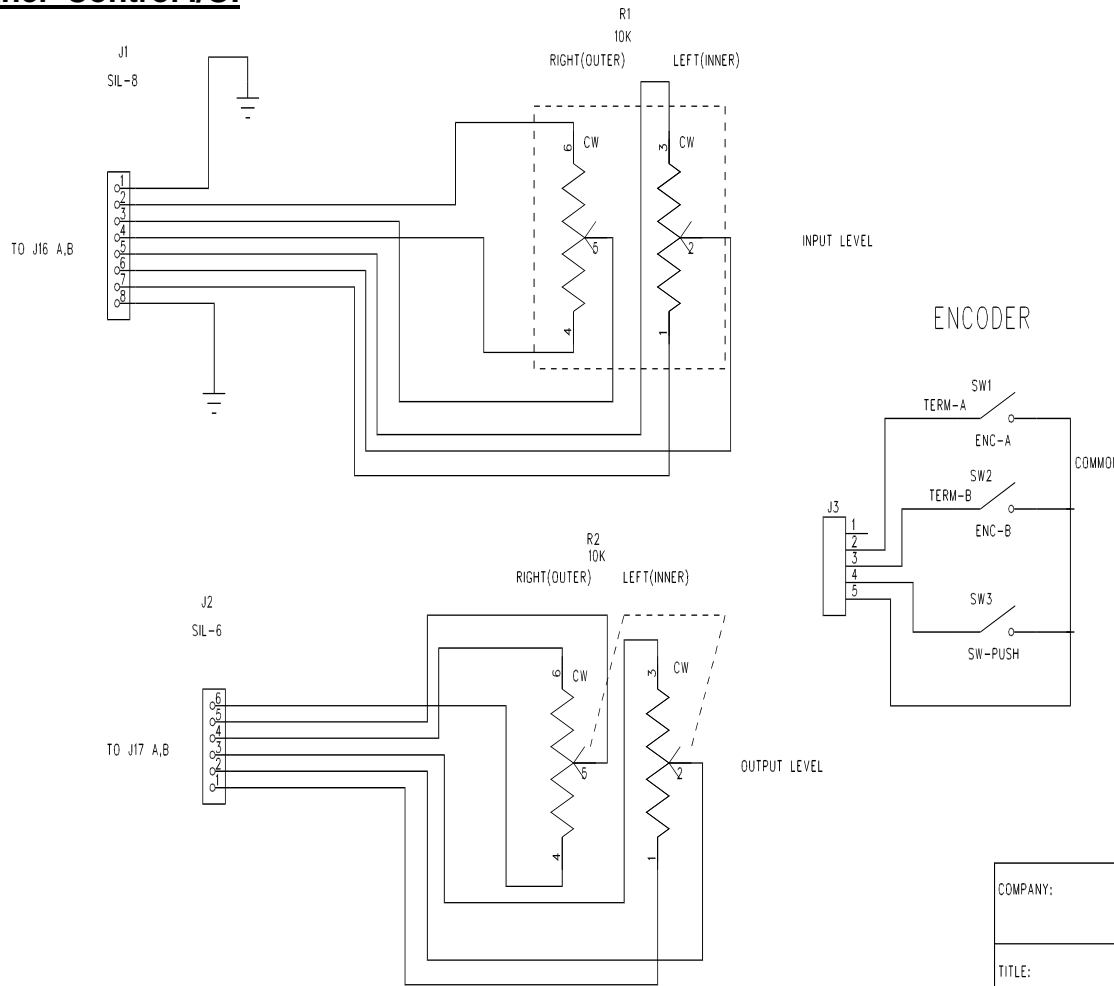 R1
10K
RIGHT(OUTER) LEFT(INNER)
J1
SIL-8
1
2
3
4
5
6
7
8
TO J16 A,B
6
CW
5
4
3
CW
2
1
INPUT LEVEL
ENCODER
SW1
TERM-A
ENC-A
SW2
TERM-B
ENC-B
COMMON
J3
1
2
3
4
5
SW3
SW-PUSH
R2
10K
RIGHT(OUTER) LEFT(INNER)
J2
SIL-6
6
5
4
3
2
1
TO J17 A,B
6
CW
5
4
3
CW
2
1
OUTPUT LEVEL
COMPANY:
TITLE: